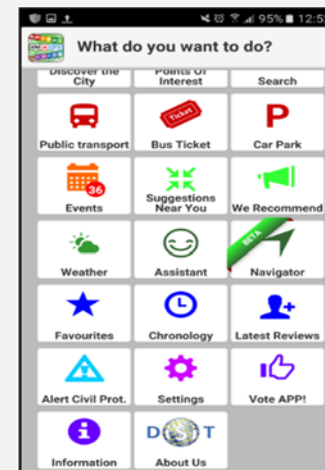 95% 12:5
What do you want to do?
Discover the
City
Points Of
Interest
Search
Public transport
Ticket
Bus Ticket
P
Car Park
36
Events
Suggestions
Near You
We Recommend
Weather
Assistant
BETA
Navigator
Favourites
Chronology
Latest Reviews
Alert Civil Prot.
Settings
Vote APP!
i
Information
DIST
About Us